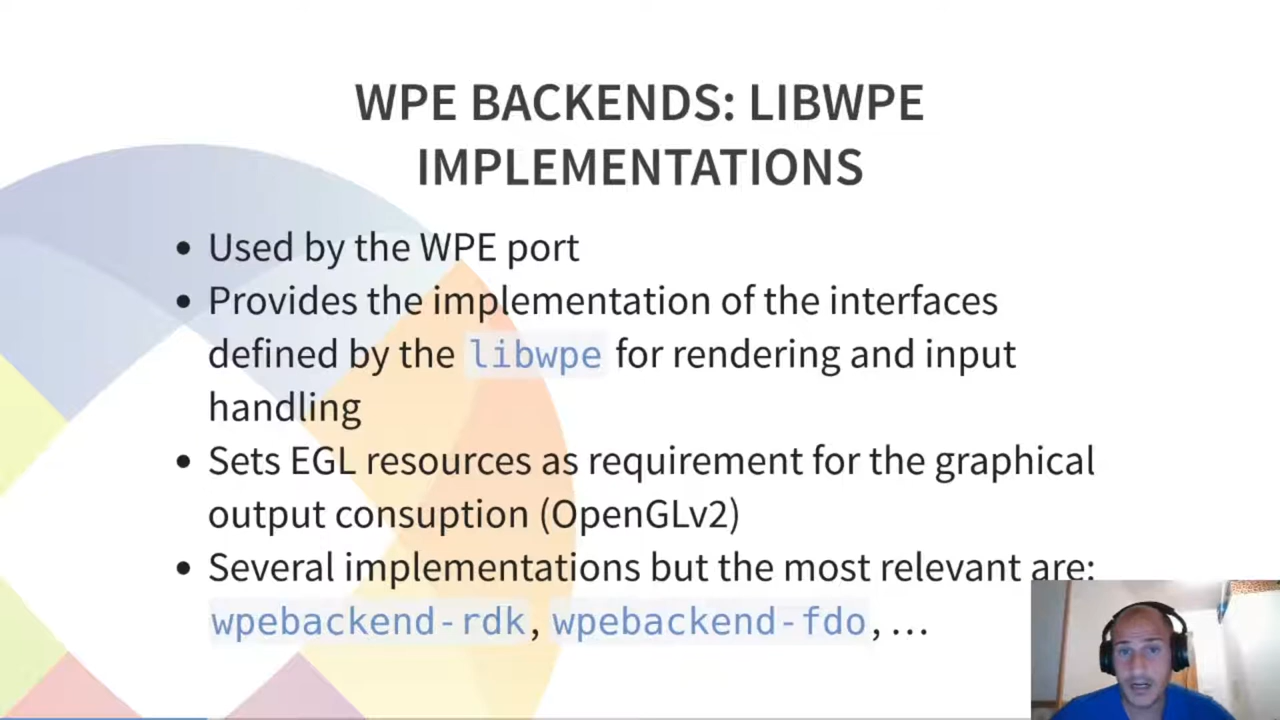 WPE BACKENDS: LIBWPE
IMPLEMENTATIONS
• Used by the WPE port
• Provides the implementation of the interfaces
defined by the libwpe for rendering and input
handling
• Sets EGL resources as requirement for the graphical
output consuption (OpenGLv2)
• Several implementations but the most relevant are:
wpebackend-rdk, wpebackend-fdo, ...